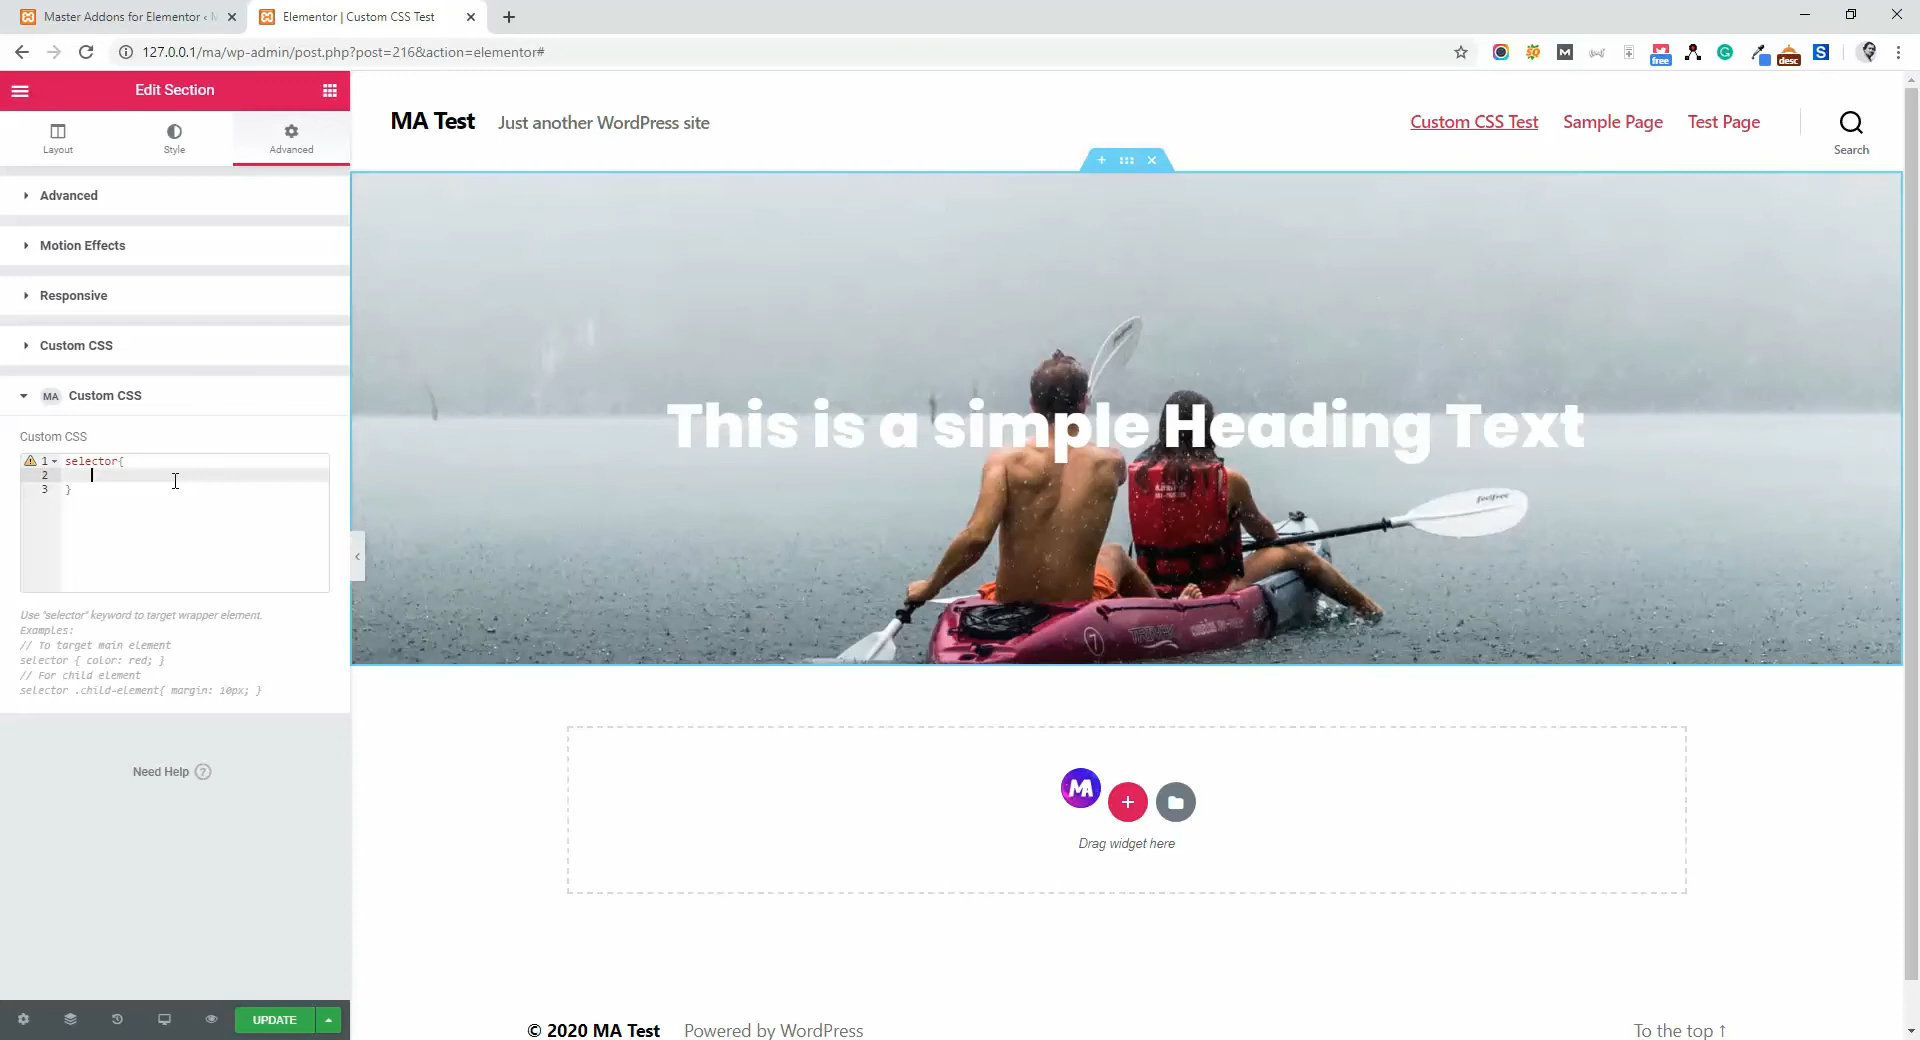 Master Addons for Elementor ‹ M
Elementor | Custom CSS Test
127.0.0.1/ma/wp-admin/post.php?post=216&action=elementor#
free
desc
Edit Section
Layout
Style
Advanced
Advanced
Motion Effects
Responsive
Custom CSS
MA Custom CSS
Custom CSS
1 selector{
2
3 }
Use "selector" keyword to target wrapper element.
Examples:
// To target main element
selector { color: red; }
// For child element
selector .child-element{ margin: 10px; }
Need Help ?
UPDATE
MA Test
Just another WordPress site
Custom CSS Test
Sample Page
Test Page
Search
This is a simple Heading Text
feelfree
7
MA
Drag widget here
© 2020 MA Test
Powered by WordPress
To the top ↑